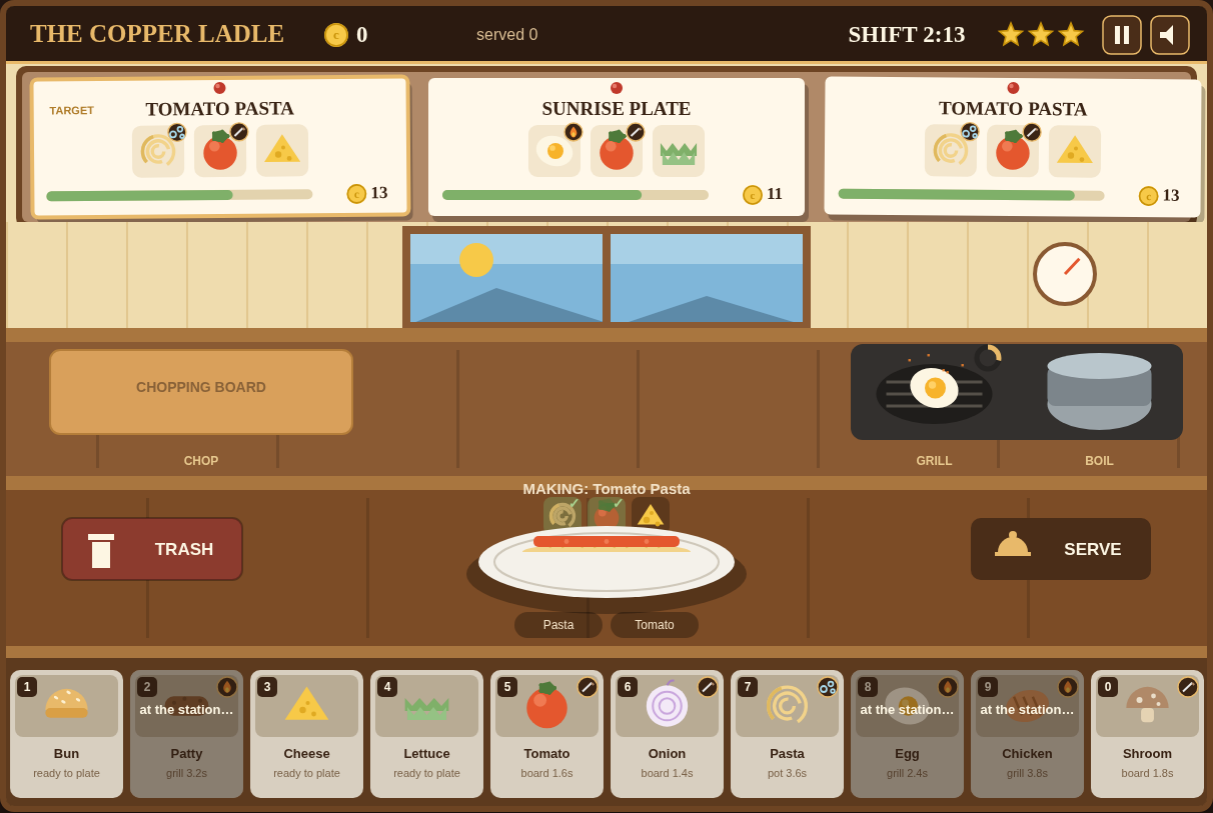 THE COPPER LADLE
0
served 0
SHIFT 2:13
TARGET
TOMATO PASTA
13
SUNRISE PLATE
11
TOMATO PASTA
13
CHOPPING BOARD
CHOP
GRILL
BOIL
MAKING: Tomato Pasta
TRASH
SERVE
Pasta
Tomato
1
Bun
ready to plate
2
at the station…
Patty
grill 3.2s
3
Cheese
ready to plate
4
Lettuce
ready to plate
5
Tomato
board 1.6s
6
Onion
board 1.4s
7
Pasta
pot 3.6s
8
at the station…
Egg
grill 2.4s
9
at the station…
Chicken
grill 3.8s
0
Shroom
board 1.8s